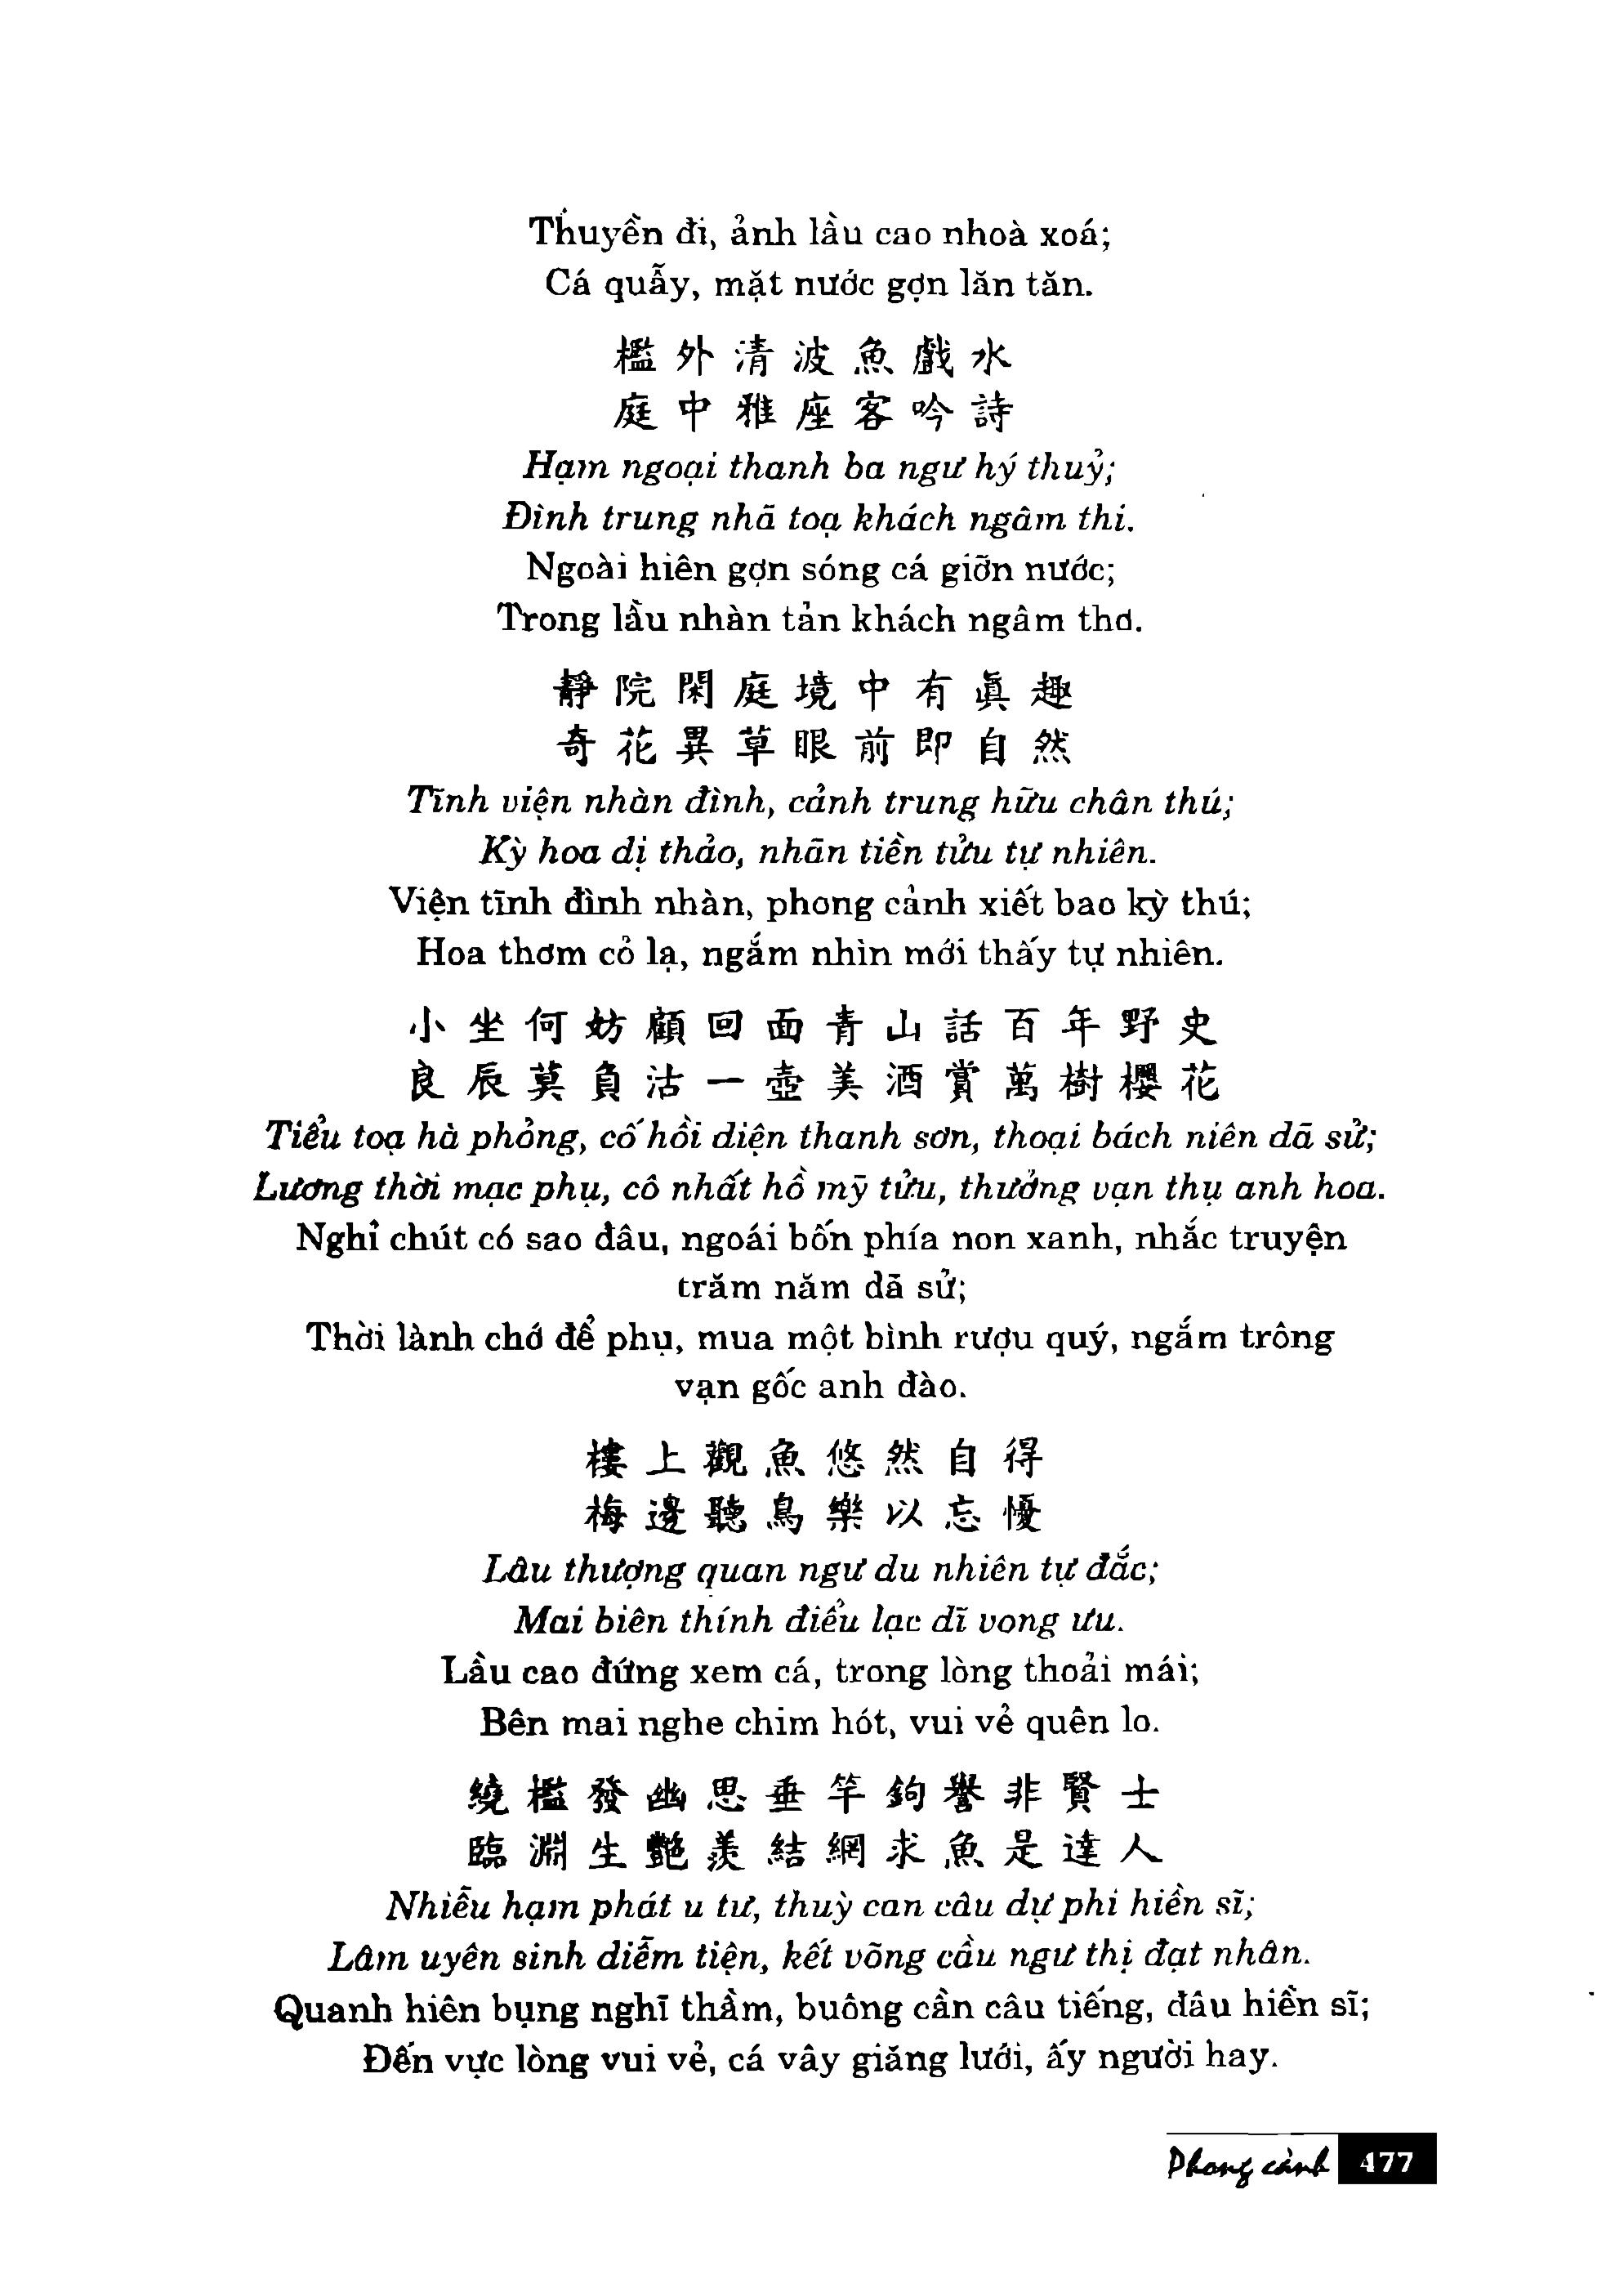 Thuyền đi, ảnh lầu cao nhoà xoá;
Cá quẫy, mặt nước gợn lăn tăn.
檻外清波魚戲水
庭中雅座客吟詩
Hạm ngoại thanh ba ngư hý thuỷ;
Đình trung nhã toạ khách ngâm thi.
Ngoài hiên gợn sóng cá giỡn nước;
Trong lầu nhàn tản khách ngâm thơ.
靜院閑庭境中有眞趣
奇花異草眼前即自然
Tĩnh viện nhàn đình, cảnh trung hữu chân thú;
Kỳ hoa dị thảo, nhãn tiền tửu tự nhiên.
Viện tĩnh đình nhàn, phong cảnh xiết bao kỳ thú;
Hoa thơm cỏ lạ, ngắm nhìn mới thấy tự nhiên.
小坐何妨顧回面青山話百年野史
良辰莫負沽一壺美酒賞萬樹櫻花
Tiểu toạ hà phỏng, cố hồi diện thanh sơn, thoại bách niên dã sử;
Lương thời mạc phụ, cô nhất hồ mỹ tửu, thưởng vạn thụ anh hoa.
Nghỉ chút có sao đâu, ngoái bốn phía non xanh, nhắc truyện
trăm năm dã sử;
Thời lành chớ để phụ, mua một bình rượu quý, ngắm trông
vạn gốc anh đào.
樓上觀魚悠然自得
梅邊聽鳥樂以忘懮
Lâu thượng quan ngư du nhiên tự đắc;
Mai biên thính điểu lạc dĩ vong ưu.
Lầu cao đứng xem cá, trong lòng thoải mái;
Bên mai nghe chim hót, vui vẻ quên lo.
繞檻發幽思垂竿鉤譽非賢士
臨淵生艷羨結網求魚是達人
Nhiễu hạm phát u tư, thuỳ can câu dự phi hiền sĩ;
Lâm uyên sinh diễm tiện, kết võng cầu ngư thị đạt nhân.
Quanh hiên bụng nghĩ thầm, buông cần câu tiếng, đâu hiền sĩ;
Đến vực lòng vui vẻ, cá vây giăng lưới, ấy người hay.
Phong cảnh 477